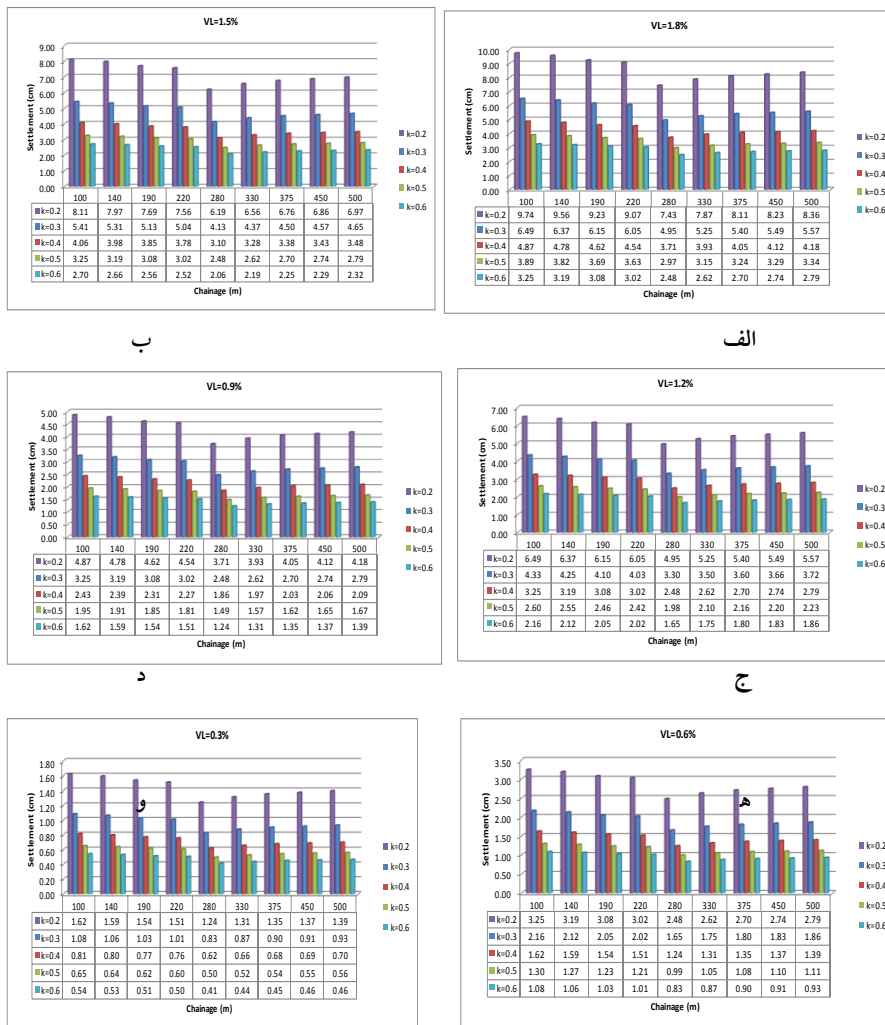 VL=1.8%
Settlement (cm)
10.00
9.00
8.00
7.00
6.00
5.00
4.00
3.00
2.00
1.00
0.00
k=0.2
k=0.3
k=0.4
k=0.5
k=0.6
100 140 190 220 280 330 375 450 500
k=0.2 9.74 9.56 9.23 9.07 7.43 7.87 8.11 8.23 8.36
k=0.3 6.49 6.37 6.15 6.05 4.95 5.25 5.40 5.49 5.57
k=0.4 4.87 4.78 4.62 4.54 3.71 3.93 4.05 4.12 4.18
k=0.5 3.89 3.82 3.69 3.63 2.97 3.15 3.24 3.29 3.34
k=0.6 3.25 3.19 3.08 3.02 2.48 2.62 2.70 2.74 2.79
Chainage (m)
الف
VL=1.5%
Settlement (cm)
9.00
8.00
7.00
6.00
5.00
4.00
3.00
2.00
1.00
0.00
k=0.2
k=0.3
k=0.4
k=0.5
k=0.6
100 140 190 220 280 330 375 450 500
k=0.2 8.11 7.97 7.69 7.56 6.19 6.56 6.76 6.86 6.97
k=0.3 5.41 5.31 5.13 5.04 4.13 4.37 4.50 4.57 4.65
k=0.4 4.06 3.98 3.85 3.78 3.10 3.28 3.38 3.43 3.48
k=0.5 3.25 3.19 3.08 3.02 2.48 2.62 2.70 2.74 2.79
k=0.6 2.70 2.66 2.56 2.52 2.06 2.19 2.25 2.29 2.32
Chainage (m)
ب
VL=1.2%
Settlement (cm)
7.00
6.00
5.00
4.00
3.00
2.00
1.00
0.00
k=0.2
k=0.3
k=0.4
k=0.5
k=0.6
100 140 190 220 280 330 375 450 500
k=0.2 6.49 6.37 6.15 6.05 4.95 5.25 5.40 5.49 5.57
k=0.3 4.33 4.25 4.10 4.03 3.30 3.50 3.60 3.66 3.72
k=0.4 3.25 3.19 3.08 3.02 2.48 2.62 2.70 2.74 2.79
k=0.5 2.60 2.55 2.46 2.42 1.98 2.10 2.16 2.20 2.23
k=0.6 2.16 2.12 2.05 2.02 1.65 1.75 1.80 1.83 1.86
Chainage (m)
ج
VL=0.9%
Settlement (cm)
5.00
4.50
4.00
3.50
3.00
2.50
2.00
1.50
1.00
0.50
0.00
k=0.2
k=0.3
k=0.4
k=0.5
k=0.6
100 140 190 220 280 330 375 450 500
k=0.2 4.87 4.78 4.62 4.54 3.71 3.93 4.05 4.12 4.18
k=0.3 3.25 3.19 3.08 3.02 2.48 2.62 2.70 2.74 2.79
k=0.4 2.43 2.39 2.31 2.27 1.86 1.97 2.03 2.06 2.09
k=0.5 1.95 1.91 1.85 1.81 1.49 1.57 1.62 1.65 1.67
k=0.6 1.62 1.59 1.54 1.51 1.24 1.31 1.35 1.37 1.39
Chainage (m)
د
VL=0.6%
Settlement (cm)
3.50
3.00
2.50
2.00
1.50
1.00
0.50
0.00
ه
k=0.2
k=0.3
k=0.4
k=0.5
k=0.6
100 140 190 220 280 330 375 450 500
k=0.2 3.25 3.19 3.08 3.02 2.48 2.62 2.70 2.74 2.79
k=0.3 2.16 2.12 2.05 2.02 1.65 1.75 1.80 1.83 1.86
k=0.4 1.62 1.59 1.54 1.51 1.24 1.31 1.35 1.37 1.39
k=0.5 1.30 1.27 1.23 1.21 0.99 1.05 1.08 1.10 1.11
k=0.6 1.08 1.06 1.03 1.01 0.83 0.87 0.90 0.91 0.93
Chainage (m)
VL=0.3%
Settlement (cm)
1.80
1.60
1.40
1.20
1.00
0.80
0.60
0.40
0.20
0.00
و
k=0.2
k=0.3
k=0.4
k=0.5
k=0.6
100 140 190 220 280 330 375 450 500
k=0.2 1.62 1.59 1.54 1.51 1.24 1.31 1.35 1.37 1.39
k=0.3 1.08 1.06 1.03 1.01 0.83 0.87 0.90 0.91 0.93
k=0.4 0.81 0.80 0.77 0.76 0.62 0.66 0.68 0.69 0.70
k=0.5 0.65 0.64 0.62 0.60 0.50 0.52 0.54 0.55 0.56
k=0.6 0.54 0.53 0.51 0.50 0.41 0.44 0.45 0.46 0.46
Chainage (m)